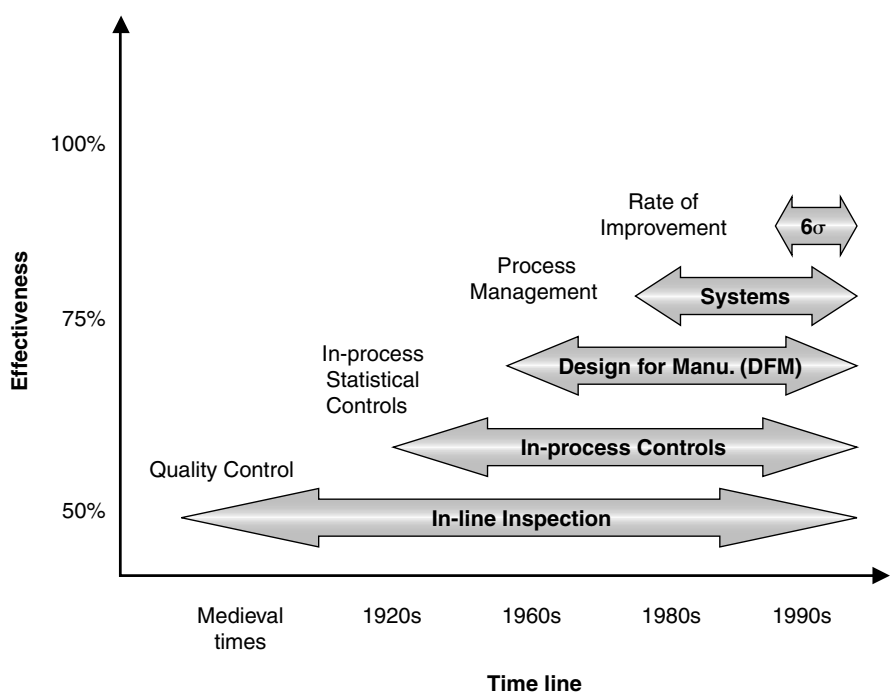 100%
Rate of
Improvement
6σ
Process
Management
Systems
75%
Effectiveness
In-process
Statistical
Controls
Design for Manu. (DFM)
In-process Controls
Quality Control
50%
In-line Inspection
Medieval
times
1920s
1960s
1980s
1990s
Time line